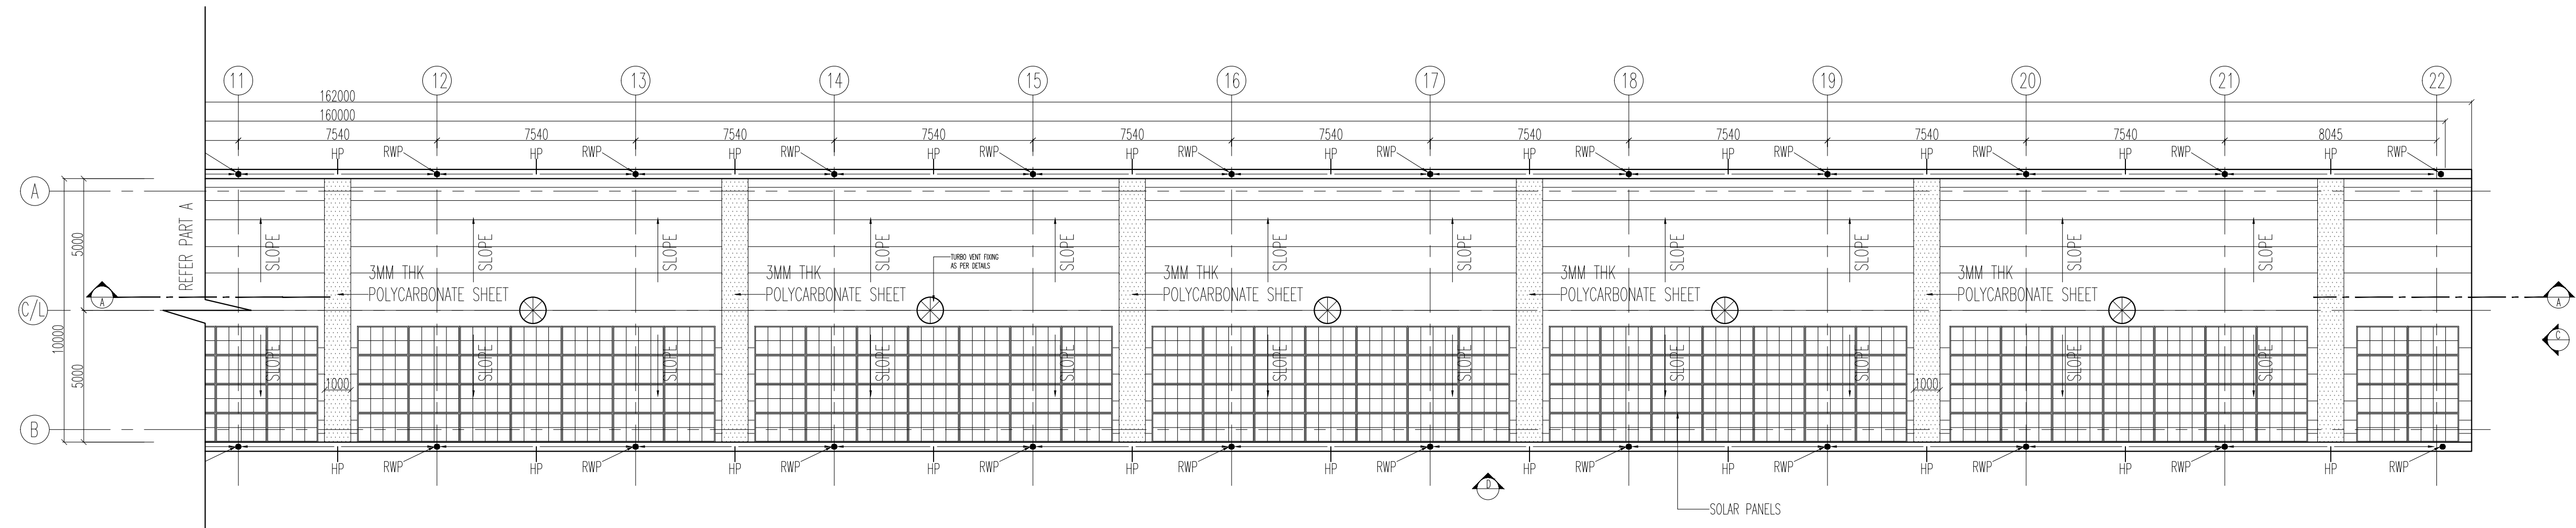 11 12 13 14 15 16 17 18 19 20 21 22
162000
160000
7540 7540 7540 7540 7540 7540 7540 7540 7540 7540 8045
HP RWP HP RWP HP RWP HP RWP HP RWP HP RWP HP RWP HP RWP HP RWP HP RWP HP RWP
A
REFER PART A
5000
SLOPE SLOPE SLOPE SLOPE SLOPE SLOPE SLOPE SLOPE SLOPE SLOPE SLOPE
TURBO VENT FIXING
AS PER DETAILS
3MM THK 3MM THK 3MM THK 3MM THK 3MM THK
POLYCARBONATE SHEET POLYCARBONATE SHEET POLYCARBONATE SHEET POLYCARBONATE SHEET POLYCARBONATE SHEET
A A
C/L
10000
C
5000
SLOPE SLOPE SLOPE SLOPE SLOPE SLOPE SLOPE SLOPE SLOPE SLOPE SLOPE
1000 1000
B
HP RWP HP RWP HP RWP HP RWP HP RWP HP RWP HP RWP HP RWP HP RWP HP RWP HP RWP
D
SOLAR PANELS